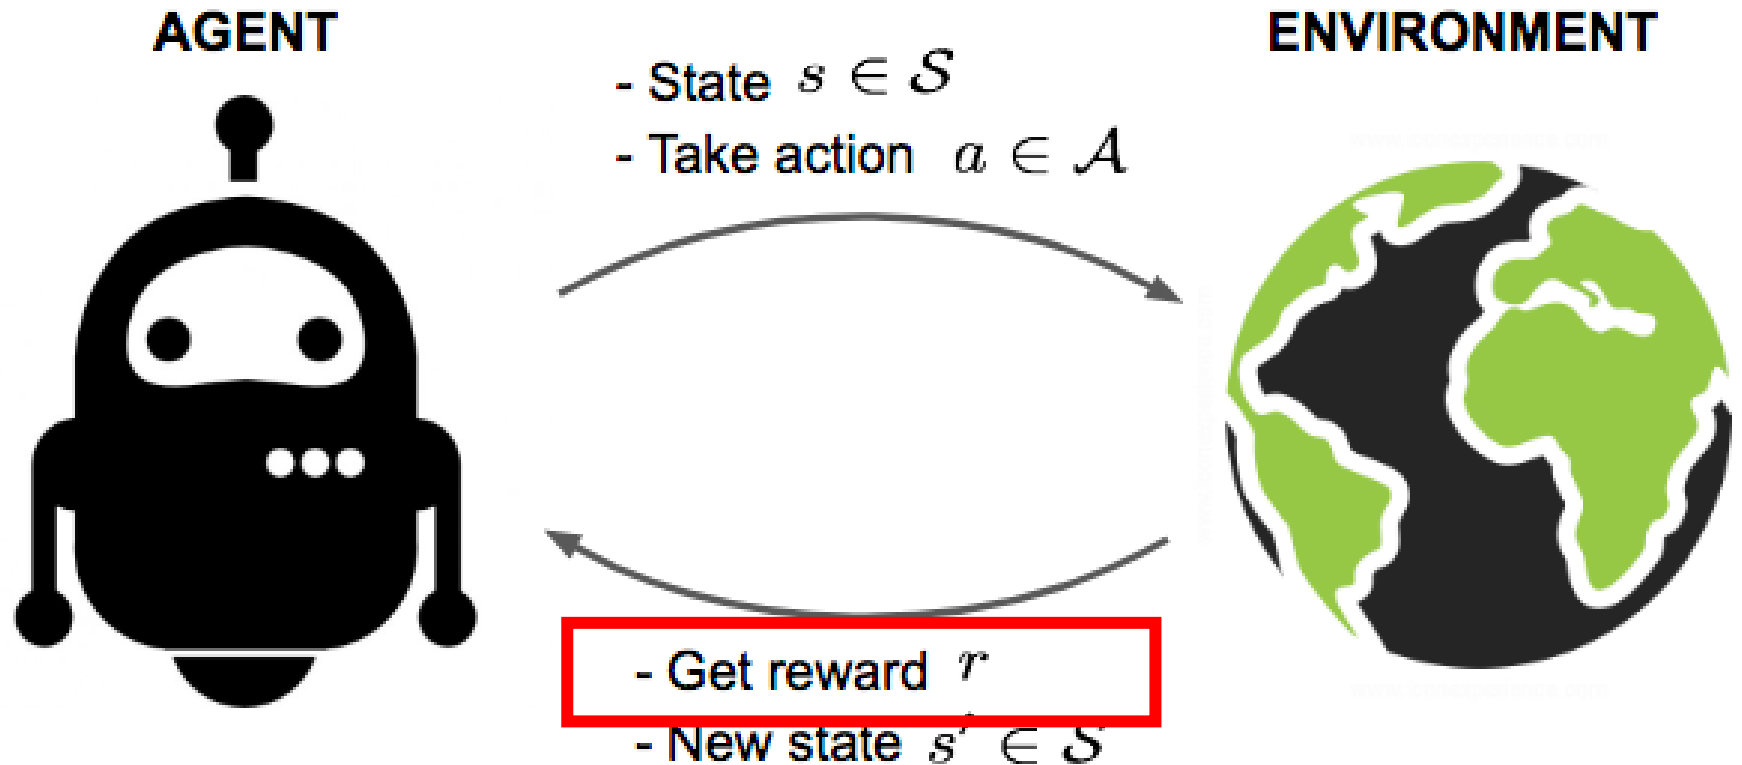 AGENT
ENVIRONMENT
- State s ∈ 𝒮
- Take action a ∈ 𝒜
- Get reward r
- New state s′ ∈ 𝒮